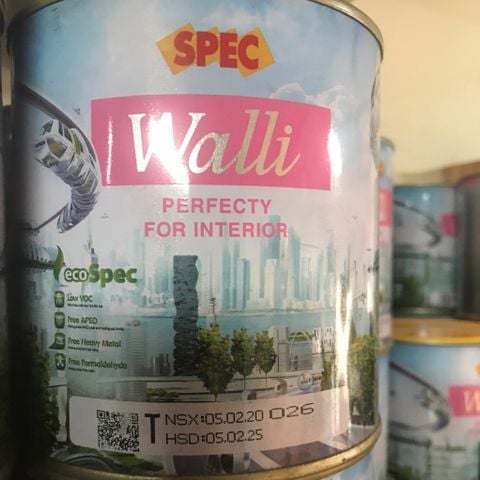 SPEC
Walli
PERFECTY
FOR INTERIOR
ecoSpec
Low VOC
Free APEO
Free Heavy Metal
Free Formaldehyde
T NSX:05.02.20 026
HSD:05.02.25